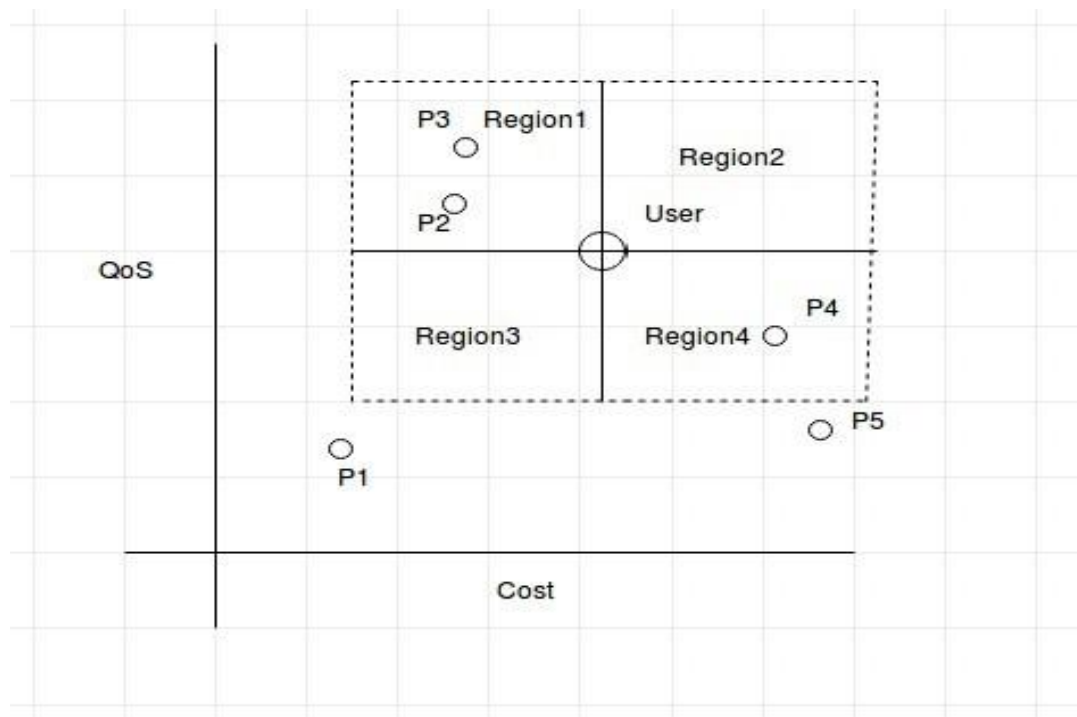 P3 Region1
Region2
P2
User
QoS
P4
Region3
Region4
P5
P1
Cost